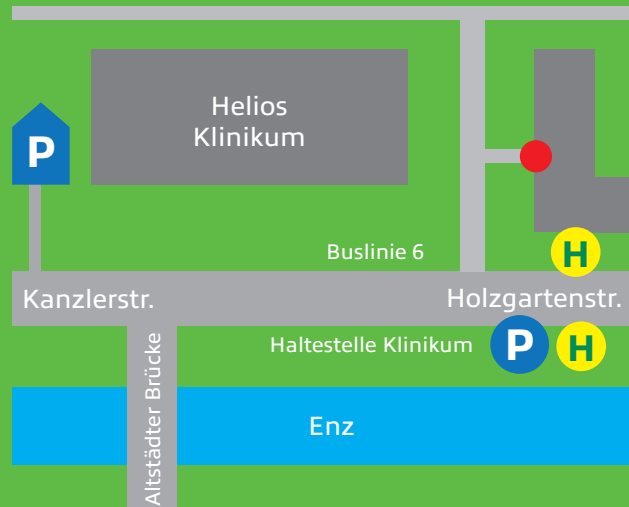 Helios
Klinikum
P
Buslinie 6
H
Kanzlerstr.
Holzgartenstr.
Haltestelle Klinikum
P
H
Altstädter Brücke
Enz